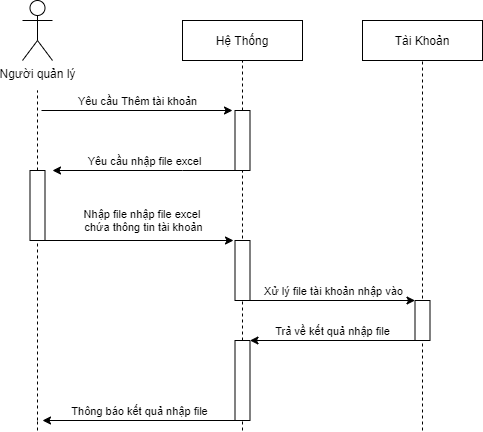 Hệ Thống
Tài Khoản
Người quản lý
Yêu cầu Thêm tài khoản
Yêu cầu nhập file excel
Nhập file nhập file excel
chứa thông tin tài khoản
Xử lý file tài khoản nhập vào
Trả về kết quả nhập file
Thông báo kết quả nhập file